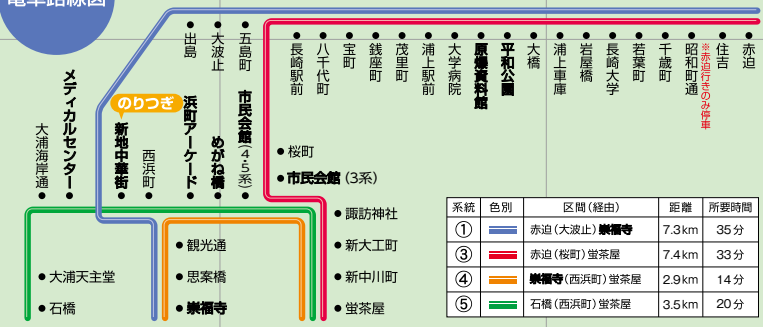 電車路線図
出島
大波止
五島町
長崎駅前
八千代町
宝町
銭座町
茂里町
浦上駅前
大学病院
原爆資料館
平和公園
大橋
浦上車庫
岩屋橋
長崎大学
若葉町
千歳町
昭和町通
※赤迫行きのみ停車
住吉
赤迫
のりつぎ
大浦海岸通
メディカルセンター
新地中華街
西浜町
浜町アーケード
めがね橋
市民会館(4・5系)
桜町
市民会館(3系)
諏訪神社
新大工町
新中川町
蛍茶屋
観光通
思案橋
崇福寺
大浦天主堂
石橋
系統 色別 区間(経由) 距離 所要時間
① 赤迫(大波止)崇福寺 7.3km 35分
③ 赤迫(桜町)蛍茶屋 7.4km 33分
④ 崇福寺(西浜町)蛍茶屋 2.9km 14分
⑤ 石橋(西浜町)蛍茶屋 3.5km 20分